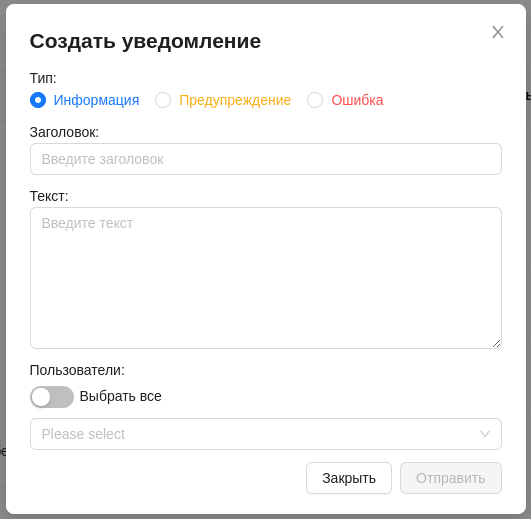 Создать уведомление
Тип:
Информация Предупреждение Ошибка
Заголовок:
Введите заголовок
Текст:
Введите текст
Пользователи:
Выбрать все
Please select
Закрыть Отправить